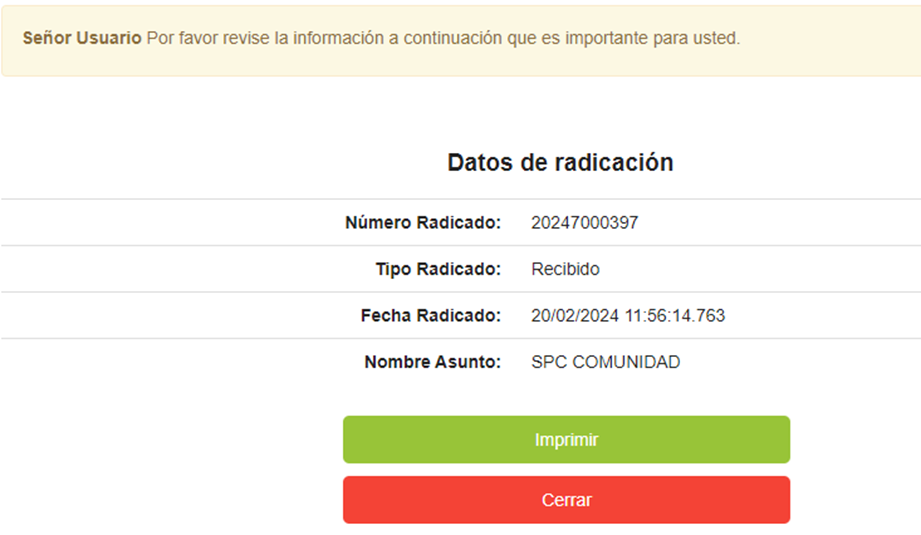 Señor Usuario Por favor revise la información a continuación que es importante para usted.
Datos de radicación
Número Radicado: 20247000397
Tipo Radicado: Recibido
Fecha Radicado: 20/02/2024 11:56:14.763
Nombre Asunto: SPC COMUNIDAD
Imprimir
Cerrar